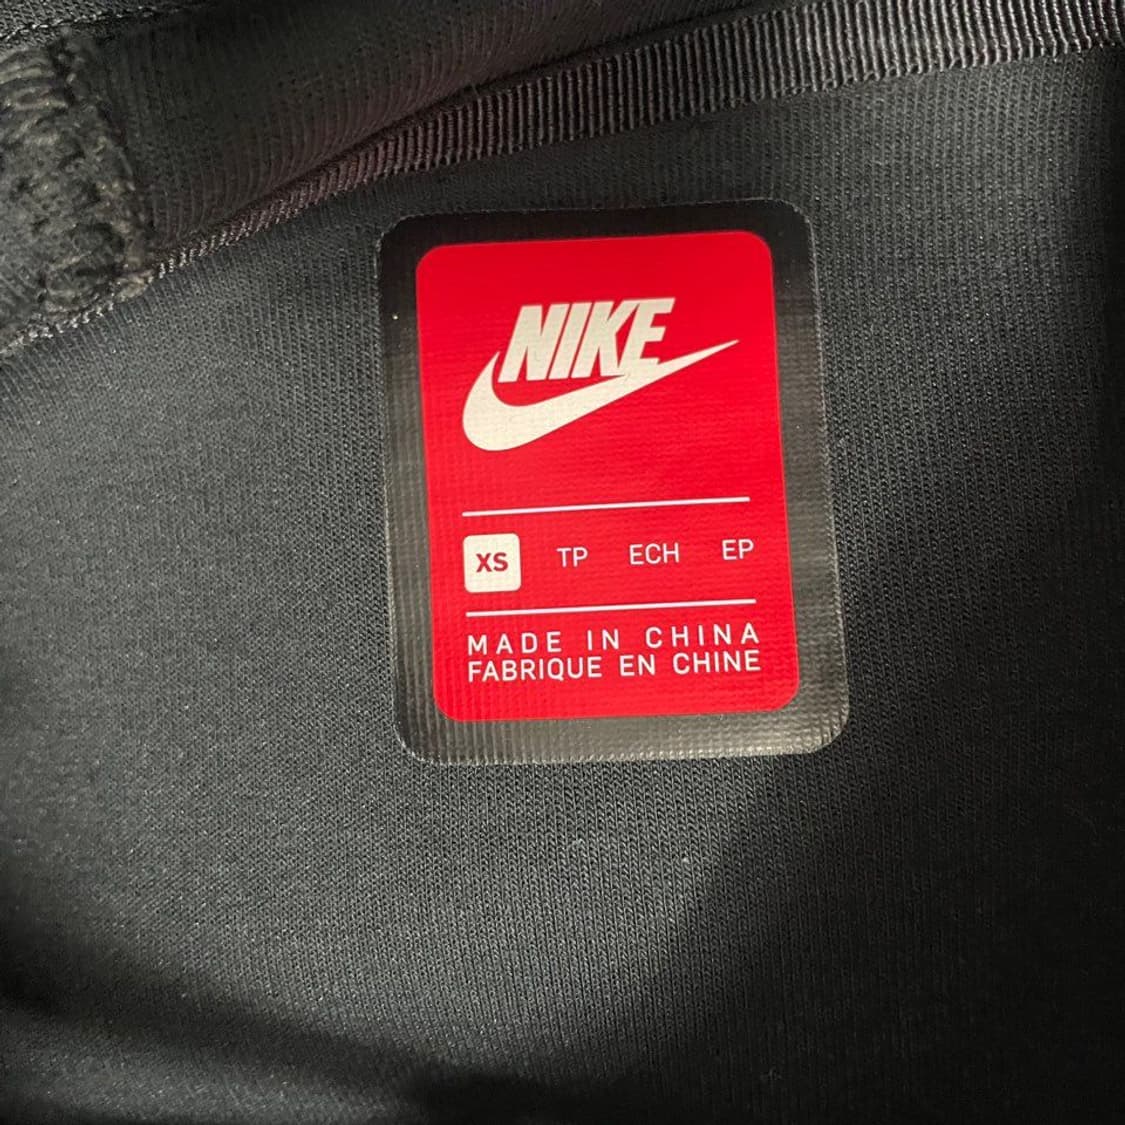 NIKE
XS TP ECH EP
MADE IN CHINA
FABRIQUE EN CHINE